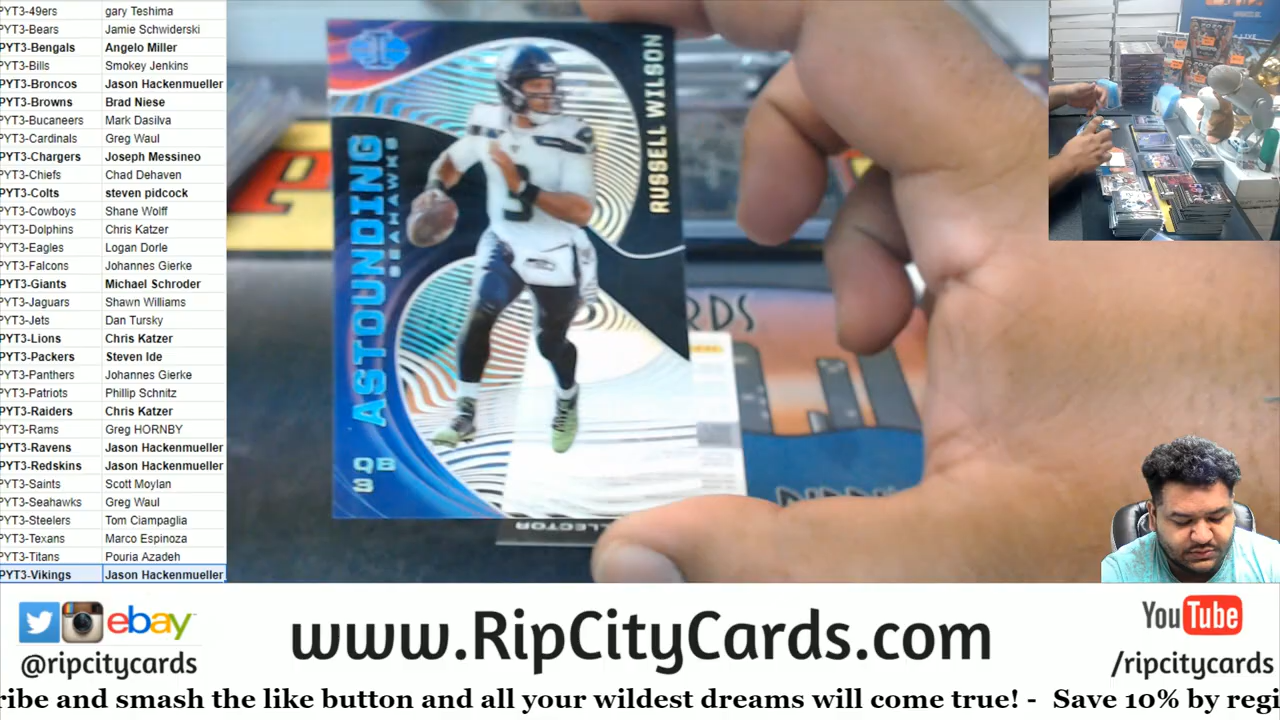 PYT3-49ers gary Teshima
PYT3-Bears Jamie Schwiderski
PYT3-Bengals Angelo Miller
PYT3-Bills Smokey Jenkins
PYT3-Broncos Jason Hackenmueller
PYT3-Browns Brad Niese
PYT3-Bucaneers Mark Dasilva
PYT3-Cardinals Greg Waul
PYT3-Chargers Joseph Messineo
PYT3-Chiefs Chad Dehaven
PYT3-Colts steven pidcock
PYT3-Cowboys Shane Wolff
PYT3-Dolphins Chris Katzer
PYT3-Eagles Logan Dorle
PYT3-Falcons Johannes Gierke
PYT3-Giants Michael Schroder
PYT3-Jaguars Shawn Williams
PYT3-Jets Dan Tursky
PYT3-Lions Chris Katzer
PYT3-Packers Steven Ide
PYT3-Panthers Johannes Gierke
PYT3-Patriots Phillip Schnitz
PYT3-Raiders Chris Katzer
PYT3-Rams Greg HORNBY
PYT3-Ravens Jason Hackenmueller
PYT3-Redskins Jason Hackenmueller
PYT3-Saints Scott Moylan
PYT3-Seahawks Greg Waul
PYT3-Steelers Tom Ciampaglia
PYT3-Texans Marco Espinoza
PYT3-Titans Pouria Azadeh
PYT3-Vikings Jason Hackenmueller
ASTOUNDING
SEAHAWKS
RUSSELL WILSON
3
QB
3
ebay
@ripcitycards
www.RipCityCards.com
YouTube
/ripcitycards
ribe and smash the like button and all your wildest dreams will come true! - Save 10% by regi